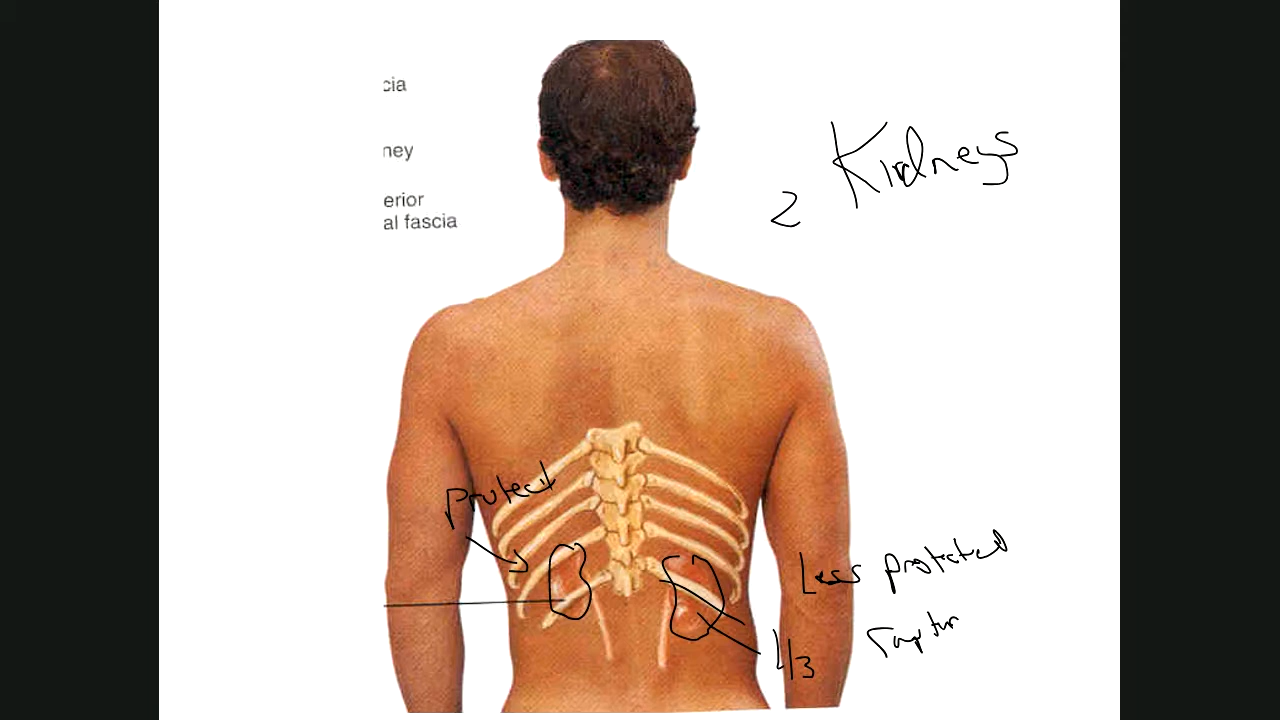 cia
ney
erior
al fascia
2 Kidneys
Protect
Less protected
1/3